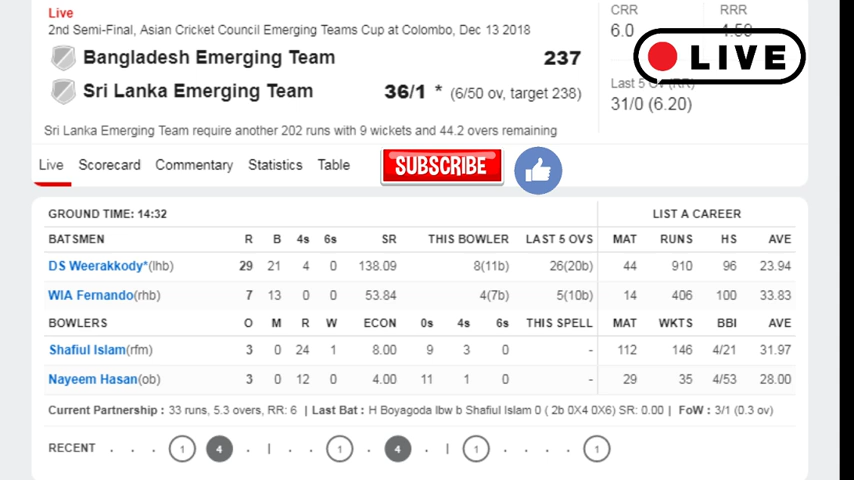 Live
2nd Semi-Final, Asian Cricket Council Emerging Teams Cup at Colombo, Dec 13 2018
Bangladesh Emerging Team 237
Sri Lanka Emerging Team 36/1 * (6/50 ov, target 238)
Sri Lanka Emerging Team require another 202 runs with 9 wickets and 44.2 overs remaining
CRR RRR
6.0 4.59
LIVE
Last 5 Ov (RR)
31/0 (6.20)
Live Scorecard Commentary Statistics Table SUBSCRIBE
GROUND TIME: 14:32 LIST A CAREER
BATSMEN R B 4s 6s SR THIS BOWLER LAST 5 OVS MAT RUNS HS AVE
DS Weerakkody*(lhb) 29 21 4 0 138.09 8(11b) 26(20b) 44 910 96 23.94
WIA Fernando(rhb) 7 13 0 0 53.84 4(7b) 5(10b) 14 406 100 33.83
BOWLERS O M R W ECON 0s 4s 6s THIS SPELL MAT WKTS BBI AVE
Shafiul Islam(rfm) 3 0 24 1 8.00 9 3 0 - 112 146 4/21 31.97
Nayeem Hasan(ob) 3 0 12 0 4.00 11 1 0 - 29 35 4/53 28.00
Current Partnership : 33 runs, 5.3 overs, RR: 6 | Last Bat : H Boyagoda lbw b Shafiul Islam 0 ( 2b 0X4 0X6) SR: 0.00 | FoW : 3/1 (0.3 ov)
RECENT . . . 1 4 . | . . 1 . 4 . | 1 . . . . 1